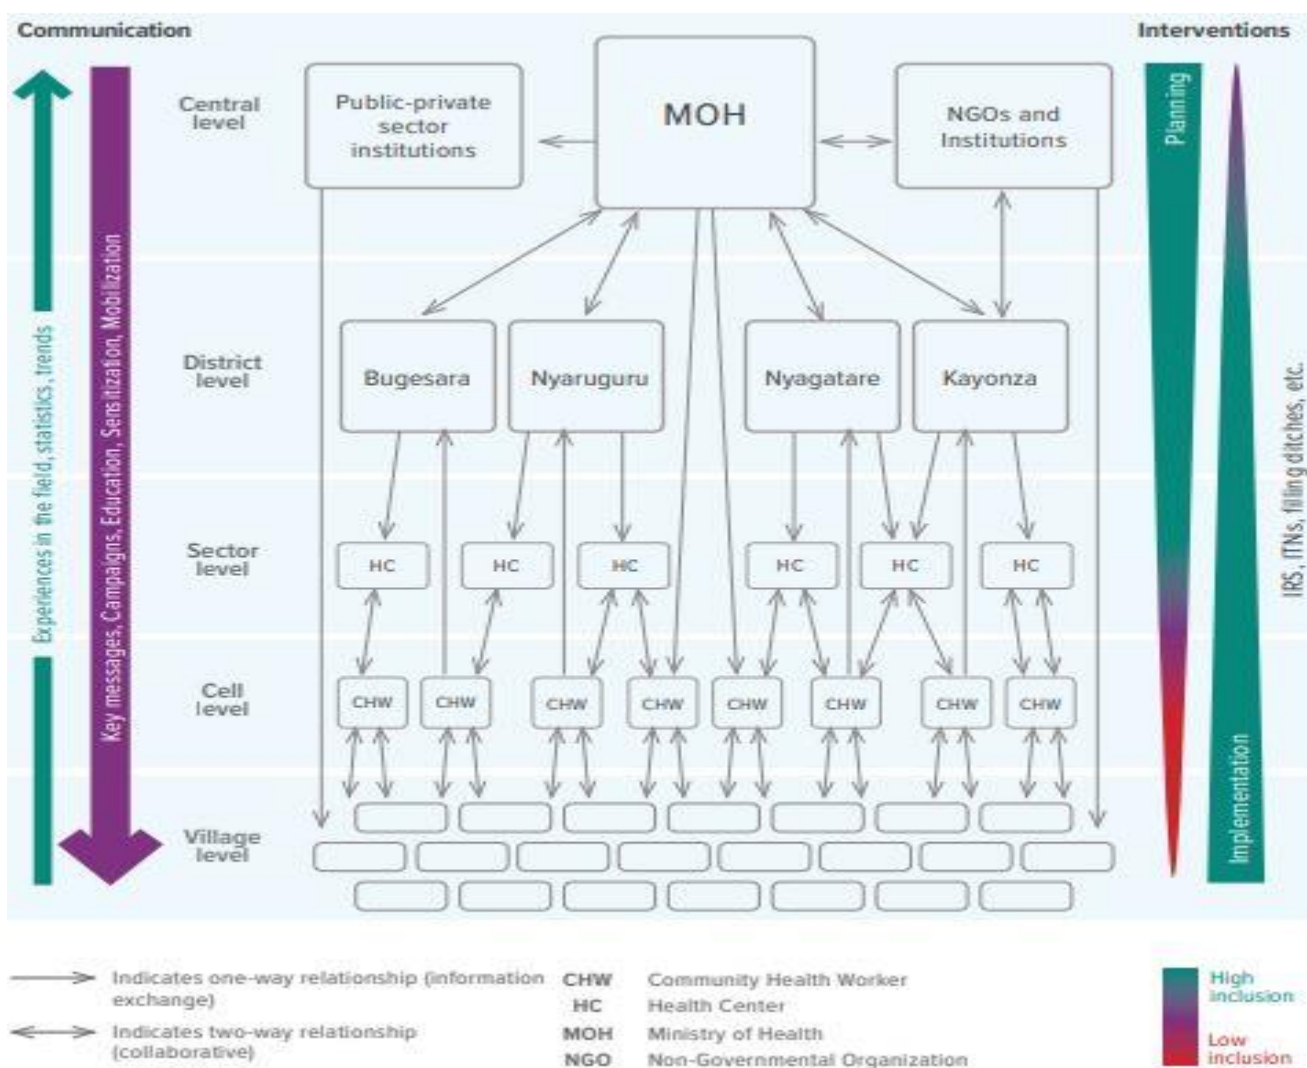 Communication
Interventions
Central
level
Public-private
sector
institutions
MOH
NGOs and
Institutions
Planning
Experiences in the field, statistics, trends
Key messages, Campaigns, Education, Sensitization, Mobilization
District
level
Bugesara
Nyaruguru
Nyagatare
Kayonza
IRS, ITNs, filling ditches, etc.
Sector
level
HC
HC
HC
HC
HC
HC
Cell
level
CHW
CHW
CHW
CHW
CHW
CHW
CHW
CHW
Implementation
Village
level
Indicates one-way relationship (information
exchange)
Indicates two-way relationship
(collaborative)
CHW Community Health Worker
HC Health Center
MOH Ministry of Health
NGO Non-Governmental Organization
High
inclusion
Low
inclusion